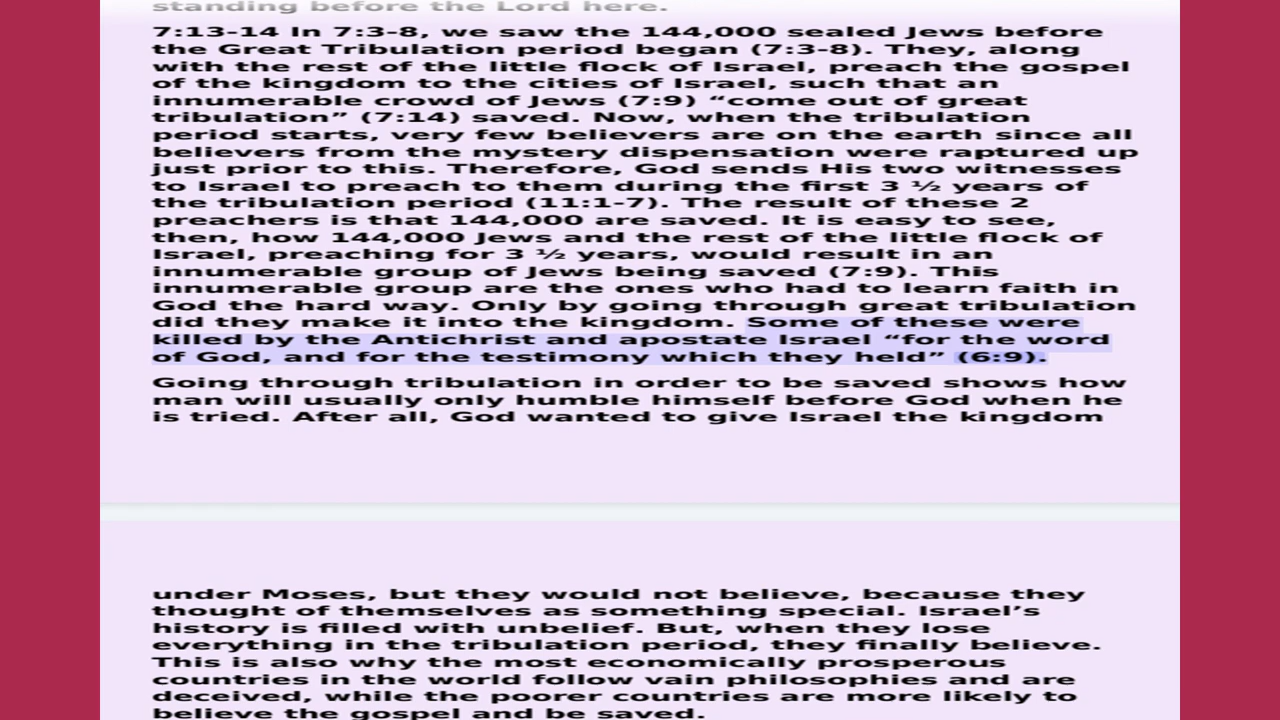 standing before the Lord here.
7:13-14 In 7:3-8, we saw the 144,000 sealed Jews before
the Great Tribulation period began (7:3-8). They, along
with the rest of the little flock of Israel, preach the gospel
of the kingdom to the cities of Israel, such that an
innumerable crowd of Jews (7:9) “come out of great
tribulation” (7:14) saved. Now, when the tribulation
period starts, very few believers are on the earth since all
believers from the mystery dispensation were raptured up
just prior to this. Therefore, God sends His two witnesses
to Israel to preach to them during the first 3 ½ years of
the tribulation period (11:1-7). The result of these 2
preachers is that 144,000 are saved. It is easy to see,
then, how 144,000 Jews and the rest of the little flock of
Israel, preaching for 3 ½ years, would result in an
innumerable group of Jews being saved (7:9). This
innumerable group are the ones who had to learn faith in
God the hard way. Only by going through great tribulation
did they make it into the kingdom. Some of these were
killed by the Antichrist and apostate Israel “for the word
of God, and for the testimony which they held” (6:9).
Going through tribulation in order to be saved shows how
man will usually only humble himself before God when he
is tried. After all, God wanted to give Israel the kingdom
under Moses, but they would not believe, because they
thought of themselves as something special. Israel’s
history is filled with unbelief. But, when they lose
everything in the tribulation period, they finally believe.
This is also why the most economically prosperous
countries in the world follow vain philosophies and are
deceived, while the poorer countries are more likely to
believe the gospel and be saved.